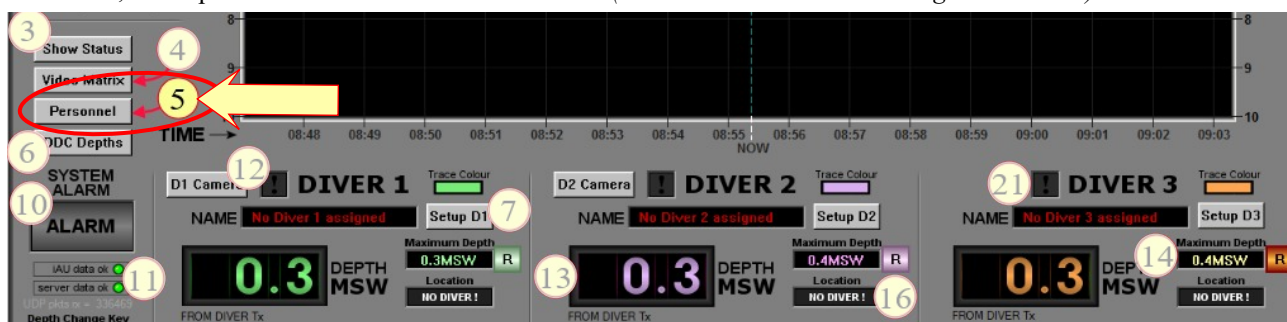 8 8
3
Show Status
4
Video Matrix
9 9
5
Personnel
10
TIME 08:48 08:49 08:50 08:51 08:52 08:53 08:54 08:55 08:56 08:57 08:58 08:59 09:00 09:01 09:02 09:03
NOW
6
DDC Depths
SYSTEM
ALARM
10
ALARM
iAU data ok
server data ok
11
UDP pkts rx = 336469
Depth Change Key
D1 Camera
12
!
DIVER 1
Trace Colour
NAME No Diver 1 assigned
Setup D1
7
0.3
DEPTH
MSW
Maximum Depth
0.3MSW R
Location
NO DIVER !
FROM DIVER Tx
D2 Camera
!
DIVER 2
Trace Colour
NAME No Diver 2 assigned
Setup D2
13
0.3
DEPTH
MSW
Maximum Depth
0.4MSW R
Location
NO DIVER !
16
FROM DIVER Tx
21
!
DIVER 3
Trace Colour
NAME No Diver 3 assigned
Setup D3
0.3
DEPTH
MSW
14
Maximum Depth
0.4MSW R
Location
NO DIVER !
FROM DIVER Tx